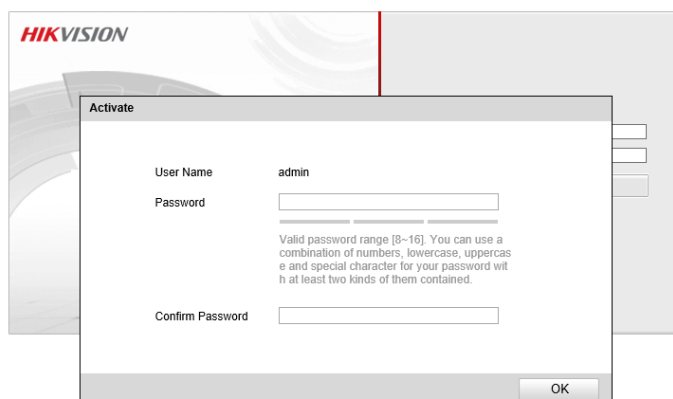 HIKVISION
Activate
User Name admin
Password
Valid password range [8~16]. You can use a
combination of numbers, lowercase, uppercas
e and special character for your password wit
h at least two kinds of them contained.
Confirm Password
OK